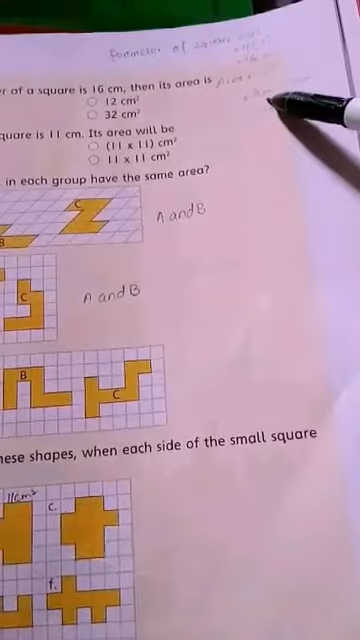 Perimeter of square
er of a square is 16 cm, then its area is
12 cm²
32 cm²
quare is 11 cm. Its area will be
(11 x 11) cm²
11 x 11 cm²
in each group have the same area?
C
A and B
B
C
A and B
B
C
hese shapes, when each side of the small square
11cm²
c.
f.